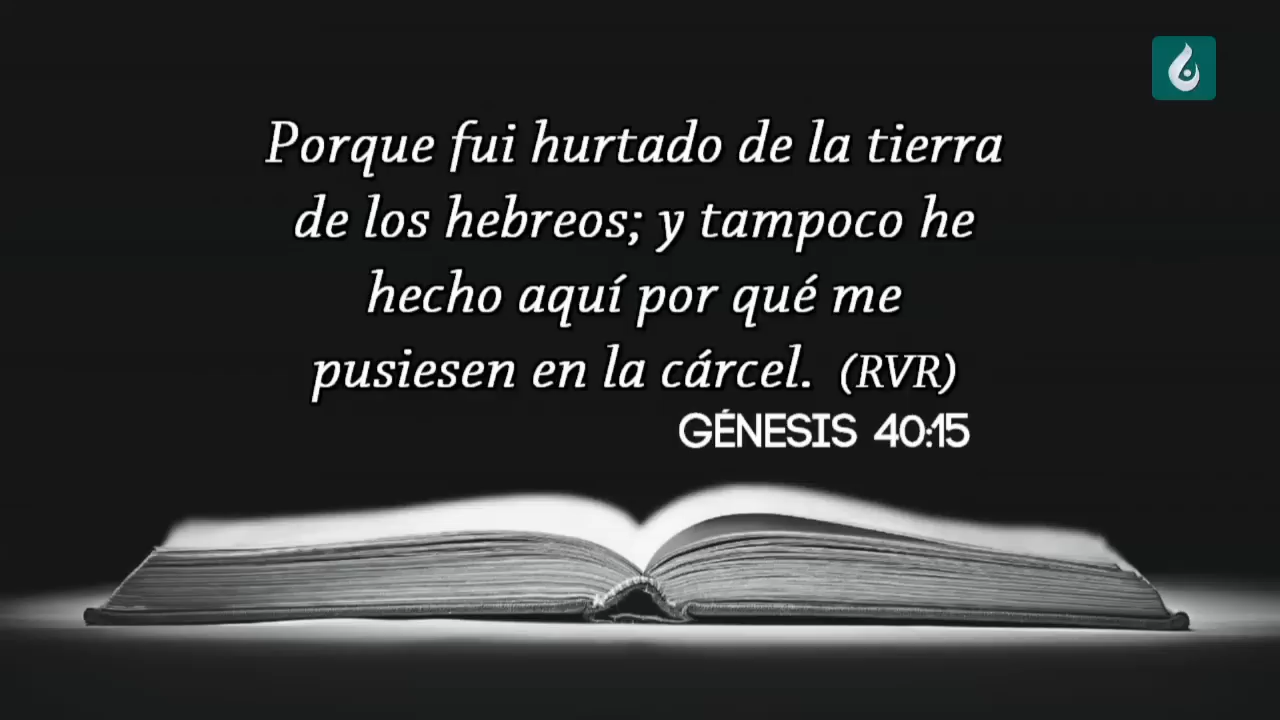 Porque fui hurtado de la tierra
de los hebreos; y tampoco he
hecho aquí por qué me
pusiesen en la cárcel. (RVR)
GÉNESIS 40:15